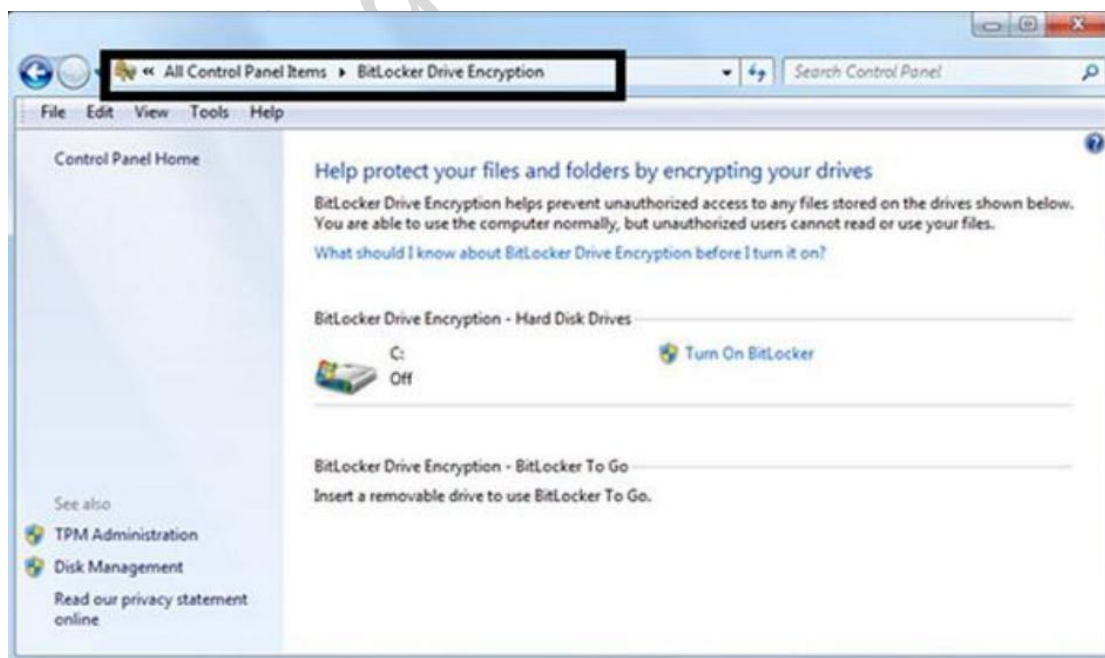 « All Control Panel Items ▸ BitLocker Drive Encryption
Search Control Panel
File Edit View Tools Help
Control Panel Home
Help protect your files and folders by encrypting your drives
BitLocker Drive Encryption helps prevent unauthorized access to any files stored on the drives shown below.
You are able to use the computer normally, but unauthorized users cannot read or use your files.
What should I know about BitLocker Drive Encryption before I turn it on?
BitLocker Drive Encryption - Hard Disk Drives
C:
Off
Turn On BitLocker
BitLocker Drive Encryption - BitLocker To Go
Insert a removable drive to use BitLocker To Go.
See also
TPM Administration
Disk Management
Read our privacy statement
online